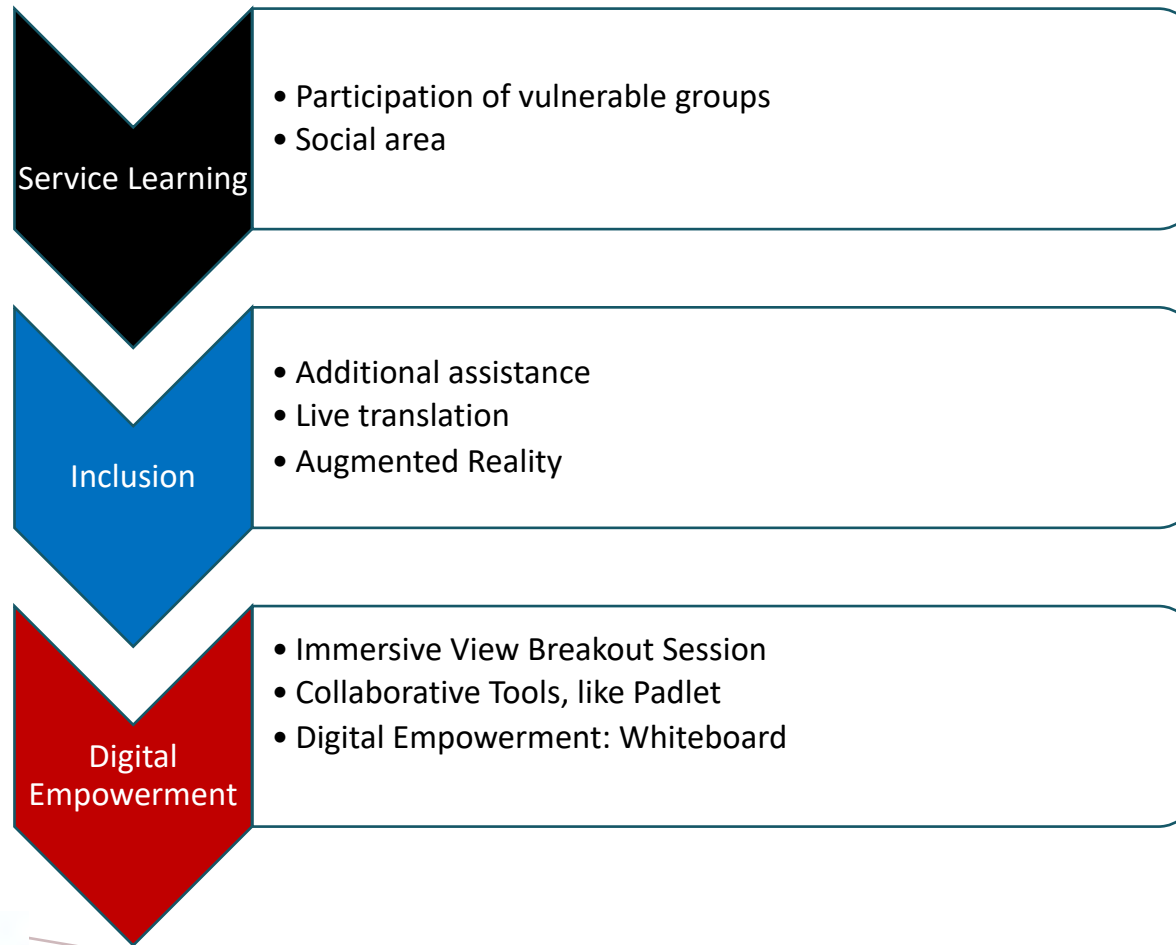 Service Learning
• Participation of vulnerable groups
• Social area
Inclusion
• Additional assistance
• Live translation
• Augmented Reality
Digital
Empowerment
• Immersive View Breakout Session
• Collaborative Tools, like Padlet
• Digital Empowerment: Whiteboard